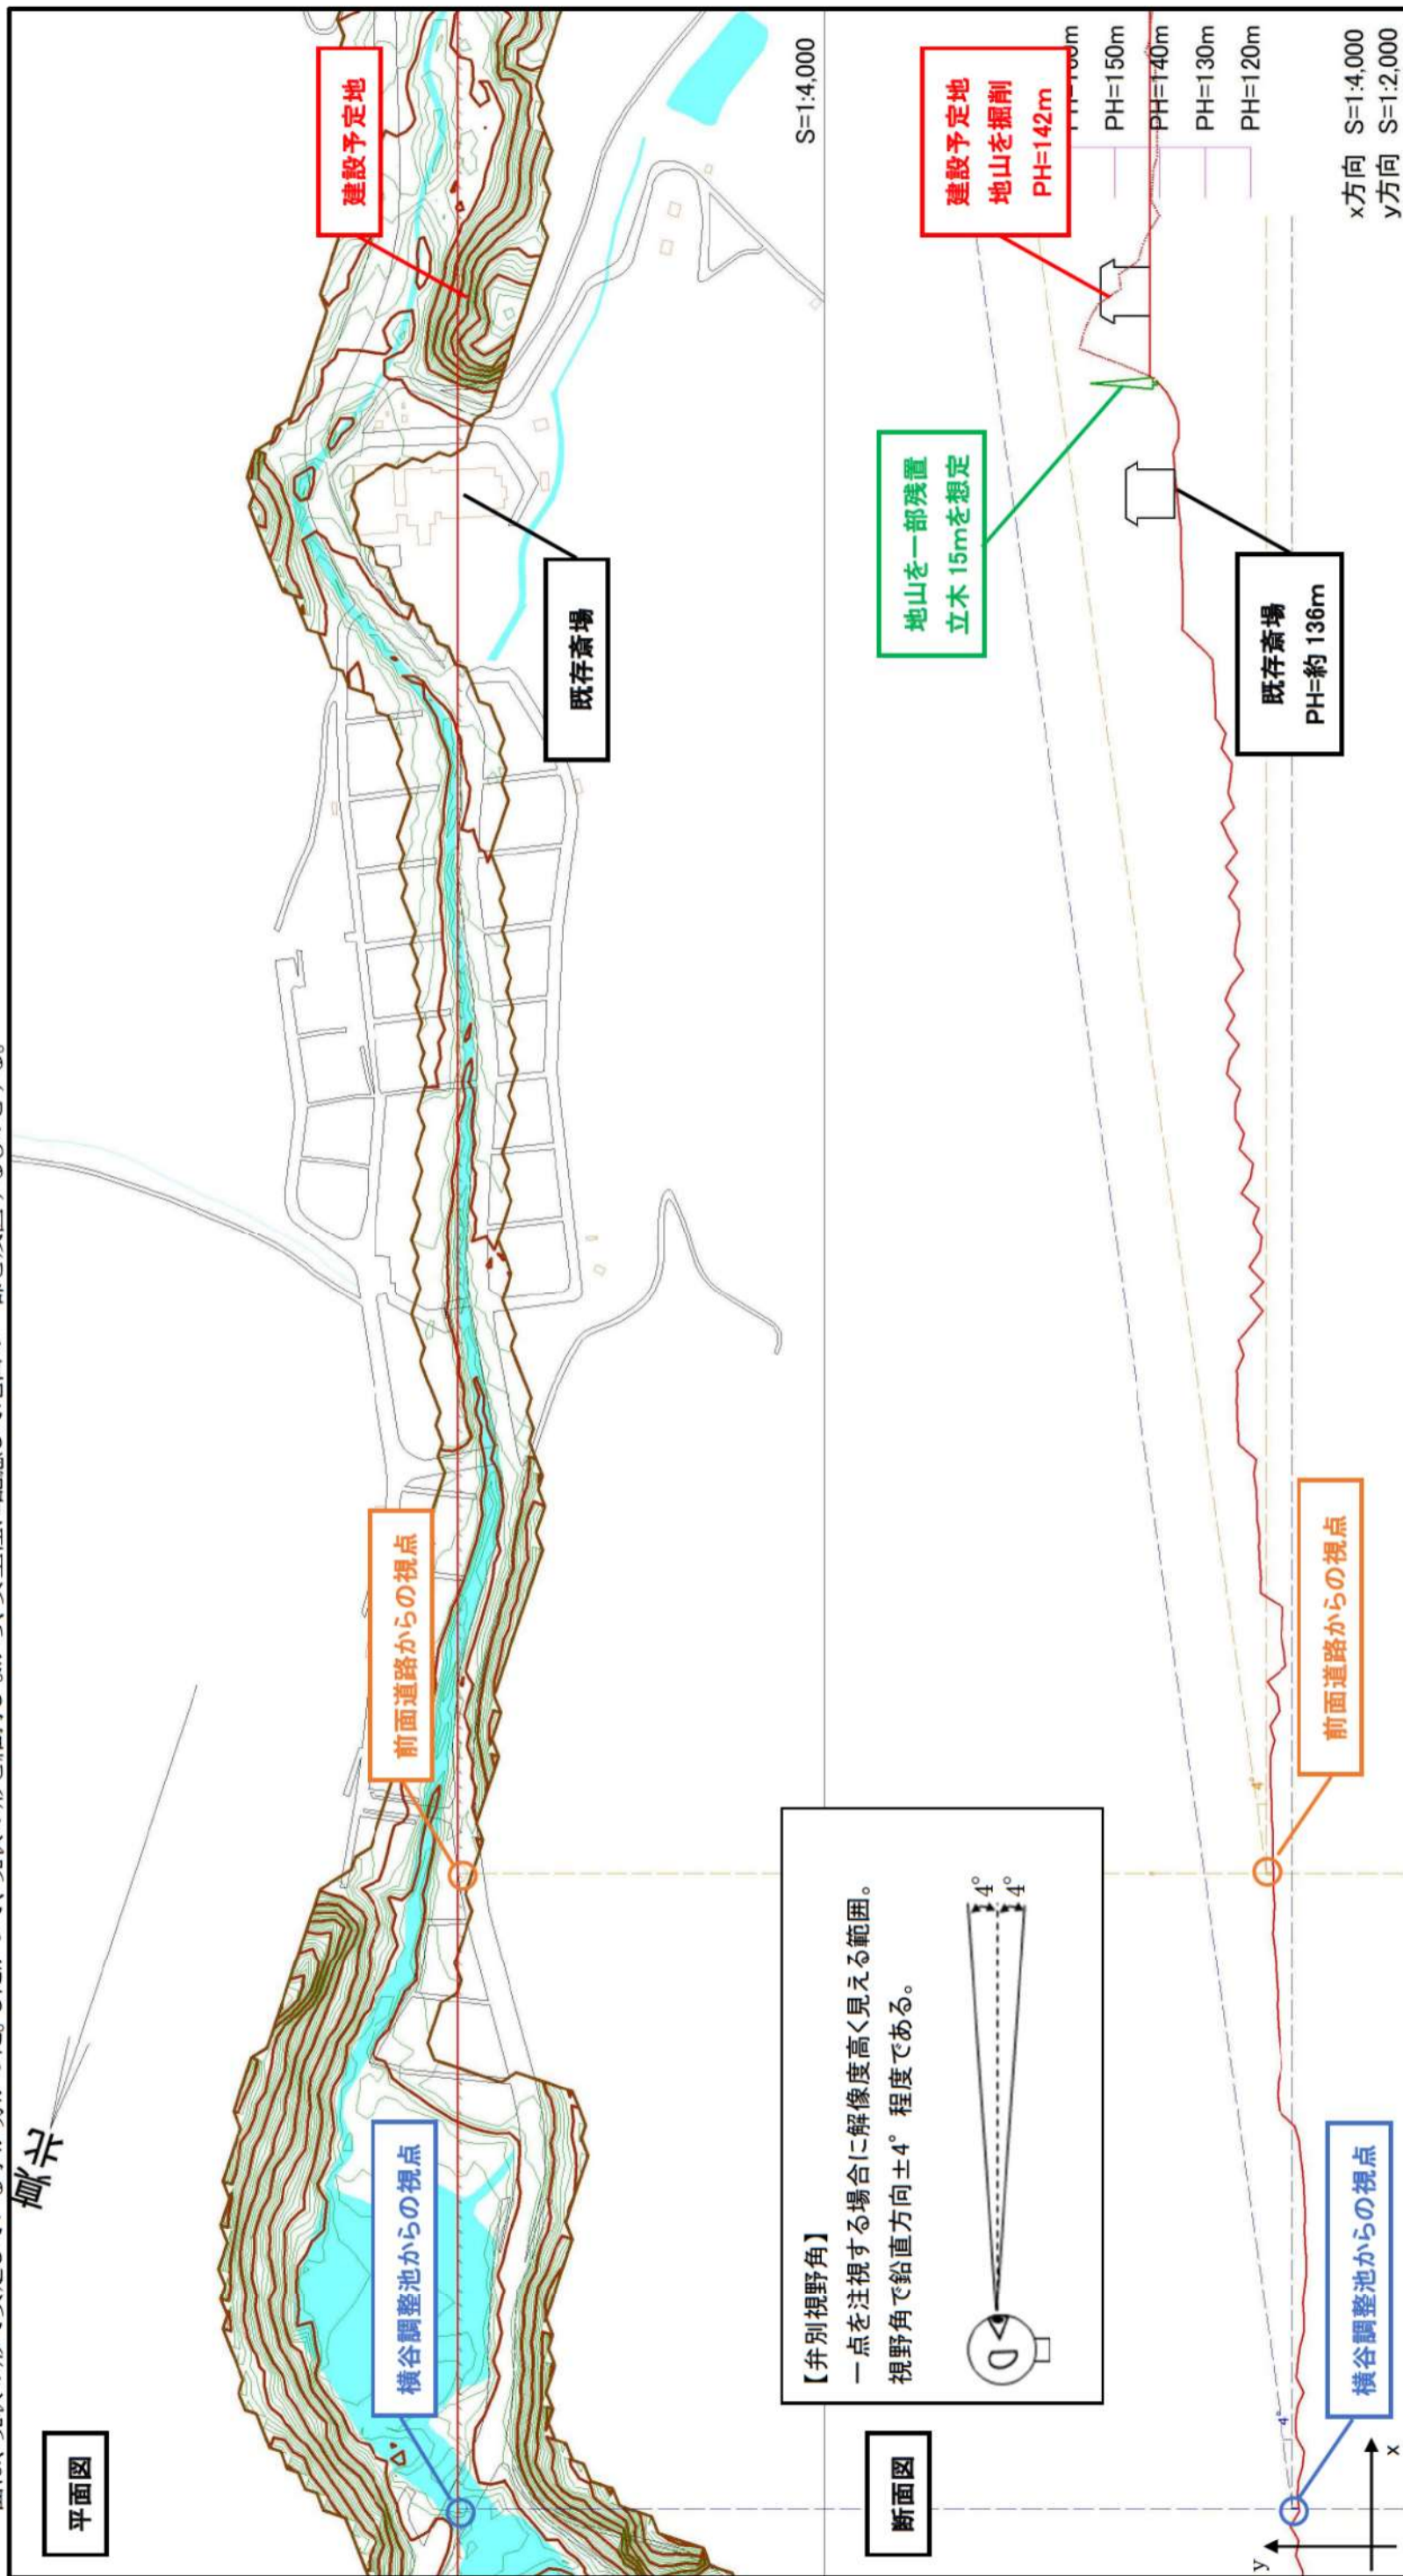 平面図
真北
横谷調整池からの視点
前面道路からの視点
既存斎場
建設予定地
S=1:4,000
断面図
【弁別視野角】
一点を注視する場合に解像度高く見える範囲。
視野角で鉛直方向±4°程度である。
4°
4°
地山を一部残置
立木 15mを想定
建設予定地
地山を掘削
PH=142m
PH=150m
PH=140m
PH=130m
PH=120m
4°
4°
横谷調整池からの視点
前面道路からの視点
既存斎場
PH=約 136m
y
x
x方向 S=1:4,000
y方向 S=1:2,000